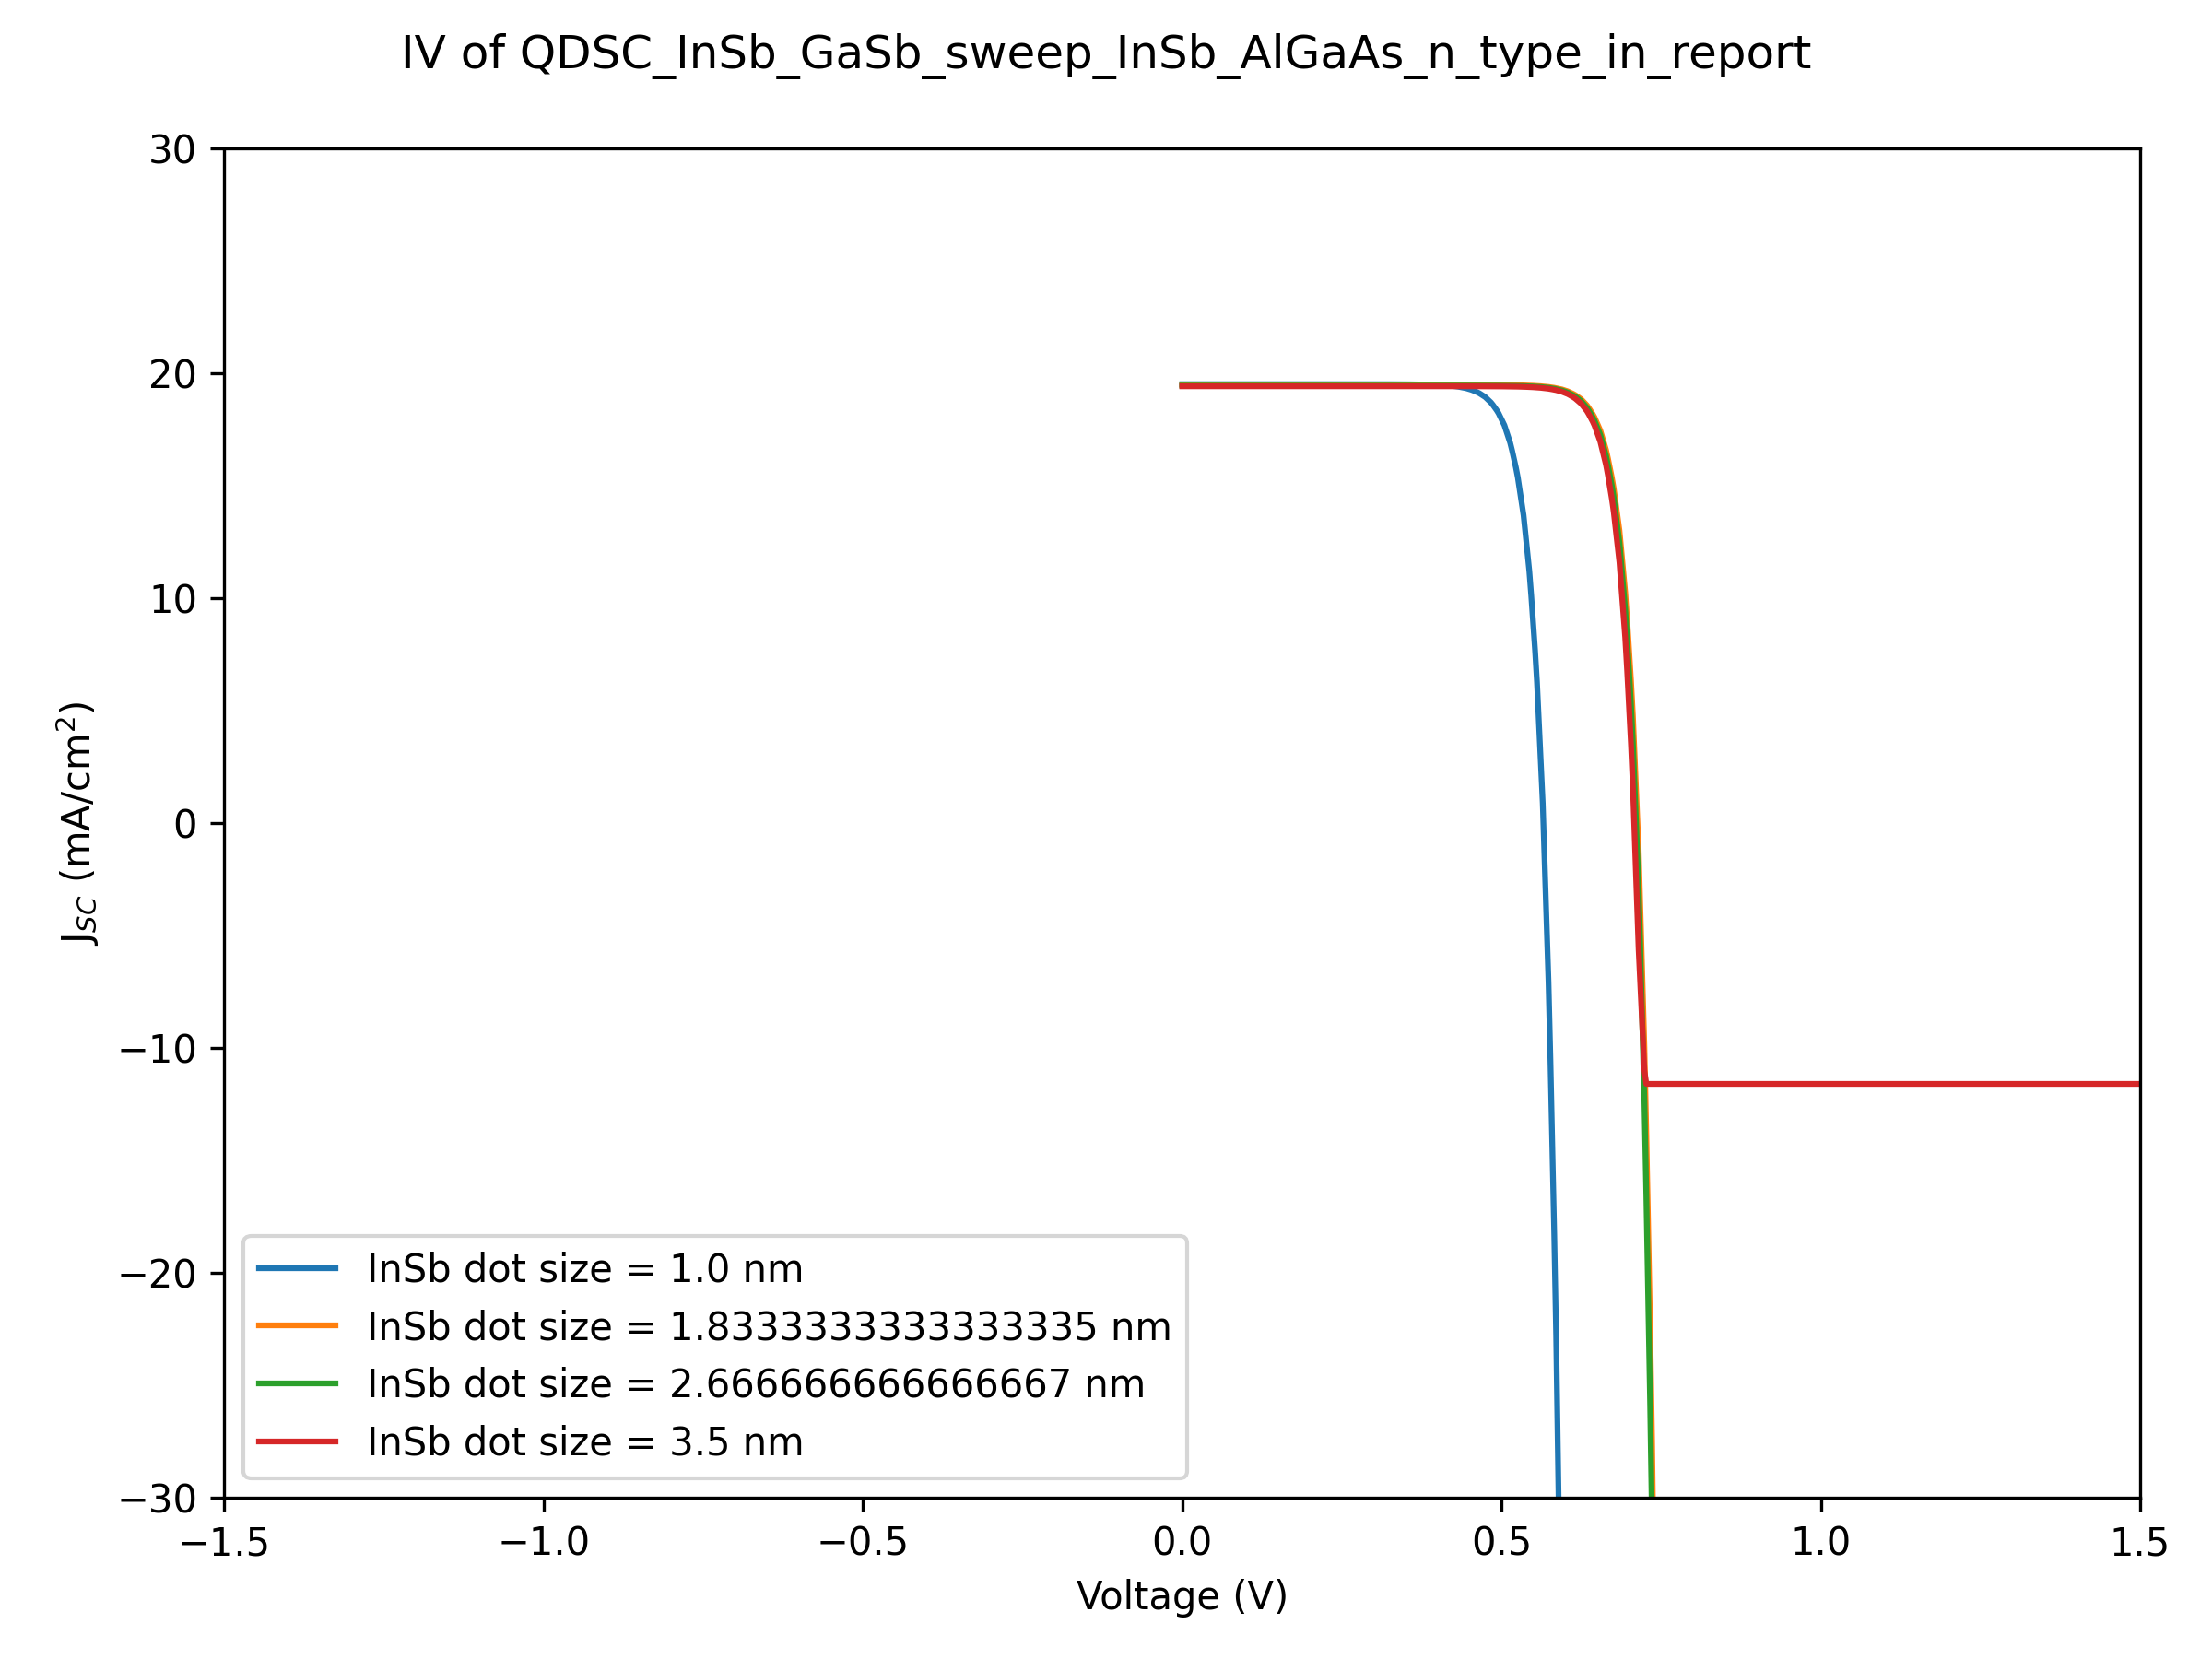 IV of QDSC_InSb_GaSb_sweep_InSb_AlGaAs_n_type_in_report
30
20
10
0
−10
−20
−30
J$_{SC}$ (mA/cm²)
InSb dot size = 1.0 nm
InSb dot size = 1.8333333333333335 nm
InSb dot size = 2.666666666666667 nm
InSb dot size = 3.5 nm
−1.5 −1.0 −0.5 0.0 0.5 1.0 1.5
Voltage (V)